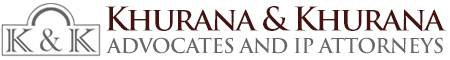 K & K
KHURANA & KHURANA
ADVOCATES AND IP ATTORNEYS